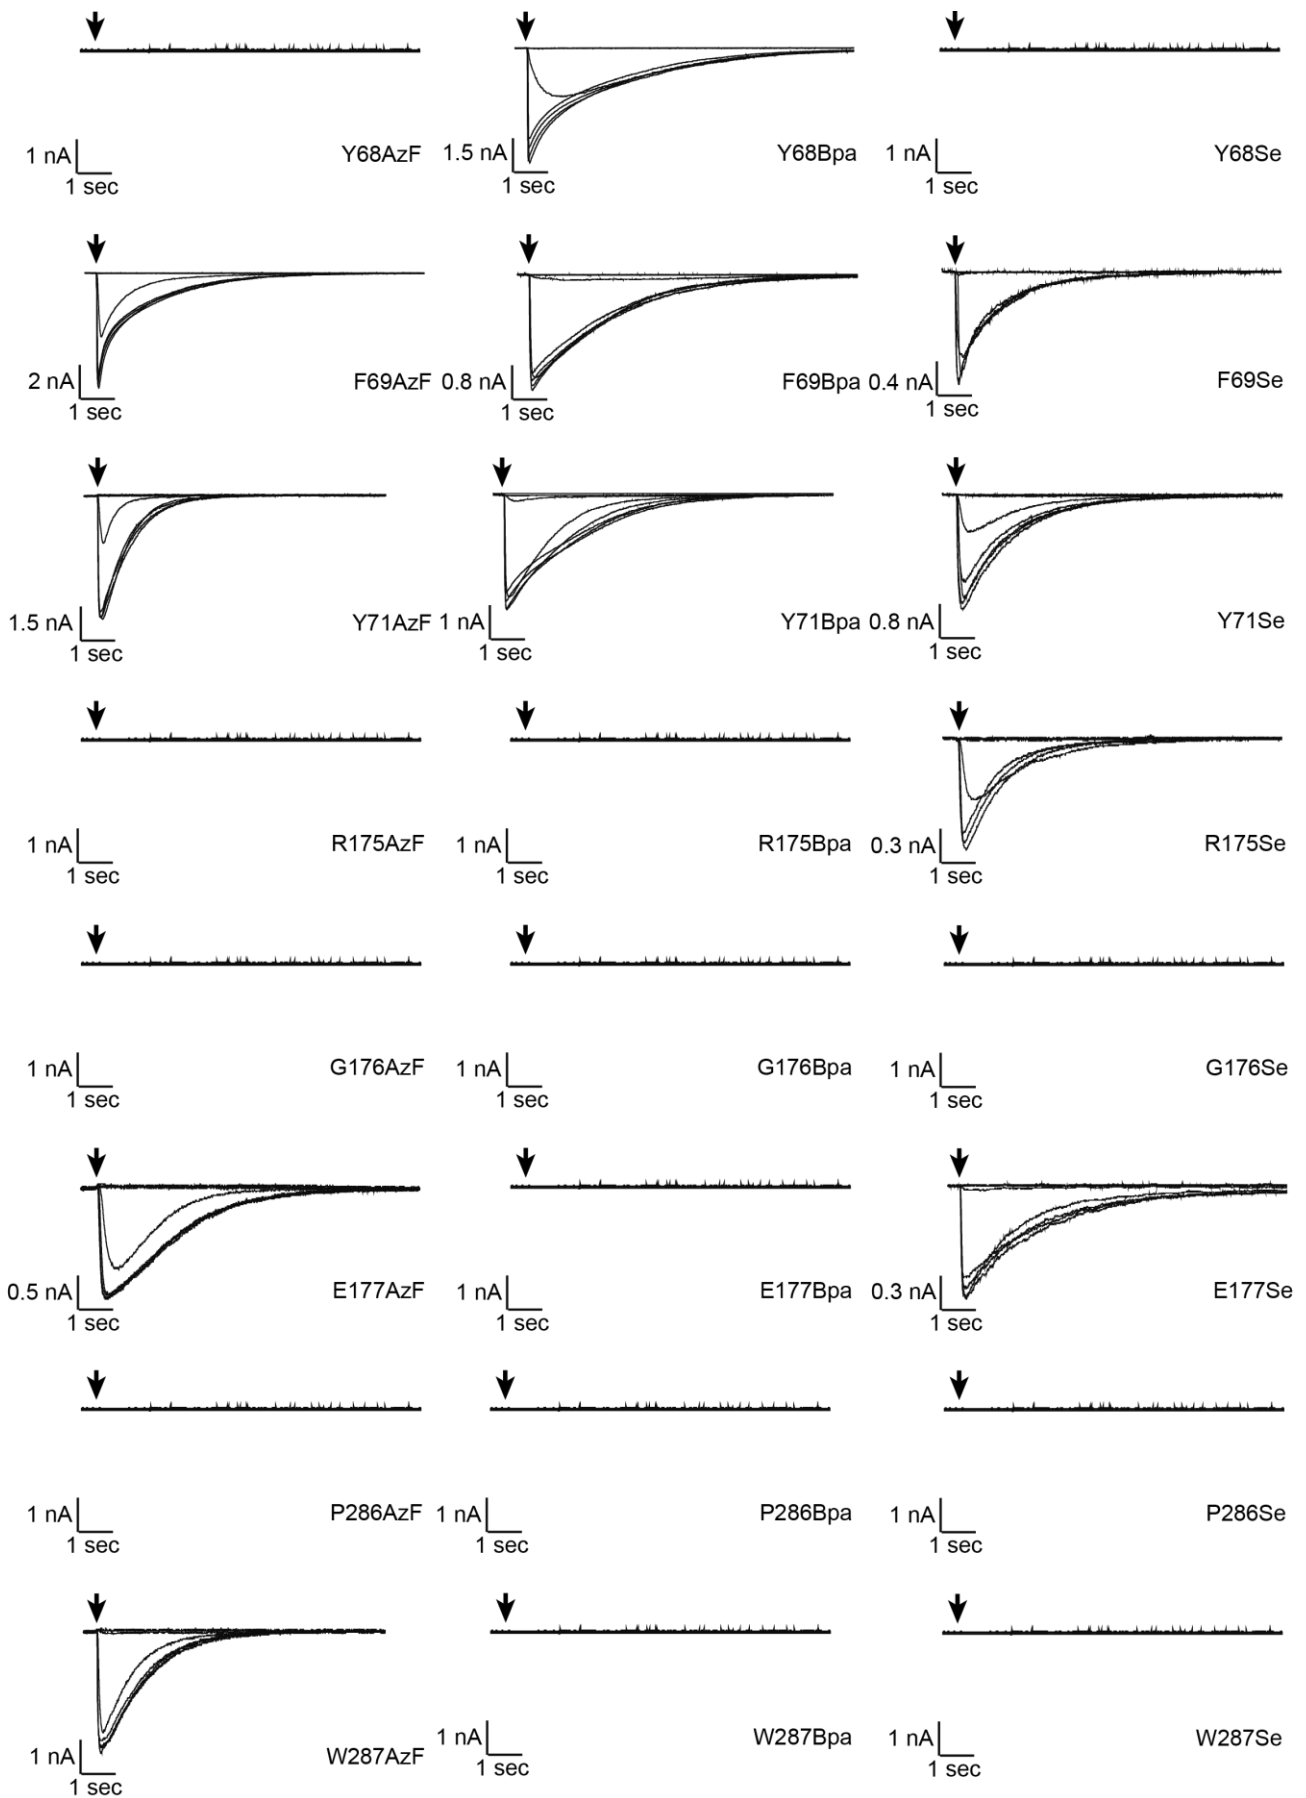 1 nA Y68AzF 1.5 nA Y68Bpa 1 nA Y68Se
1 sec 1 sec 1 sec
2 nA F69AzF 0.8 nA F69Bpa 0.4 nA F69Se
1 sec 1 sec 1 sec
1.5 nA Y71AzF 1 nA Y71Bpa 0.8 nA Y71Se
1 sec 1 sec 1 sec
1 nA R175AzF 1 nA R175Bpa 0.3 nA R175Se
1 sec 1 sec 1 sec
1 nA G176AzF 1 nA G176Bpa 1 nA G176Se
1 sec 1 sec 1 sec
0.5 nA E177AzF 1 nA E177Bpa 0.3 nA E177Se
1 sec 1 sec 1 sec
1 nA P286AzF 1 nA P286Bpa 1 nA P286Se
1 sec 1 sec 1 sec
1 nA W287AzF 1 nA W287Bpa 1 nA W287Se
1 sec 1 sec 1 sec